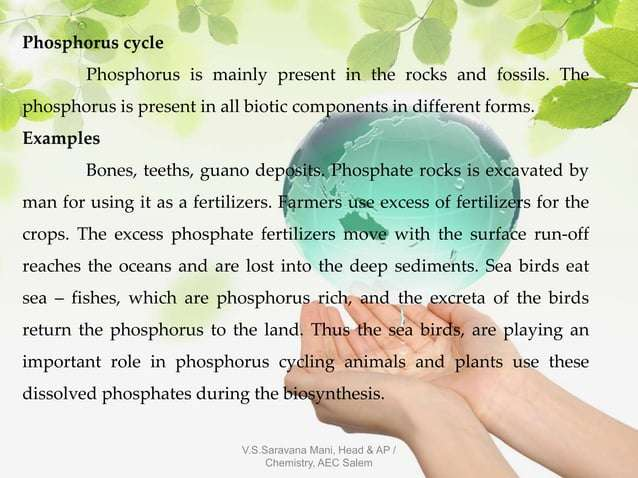 Phosphorus cycle
Phosphorus is mainly present in the rocks and fossils. The
phosphorus is present in all biotic components in different forms.
Examples
Bones, teeths, guano deposits. Phosphate rocks is excavated by
man for using it as a fertilizers. Farmers use excess of fertilizers for the
crops. The excess phosphate fertilizers move with the surface run-off
reaches the oceans and are lost into the deep sediments. Sea birds eat
sea – fishes, which are phosphorus rich, and the excreta of the birds
return the phosphorus to the land. Thus the sea birds, are playing an
important role in phosphorus cycling animals and plants use these
dissolved phosphates during the biosynthesis.
V.S.Saravana Mani, Head & AP /
Chemistry, AEC Salem